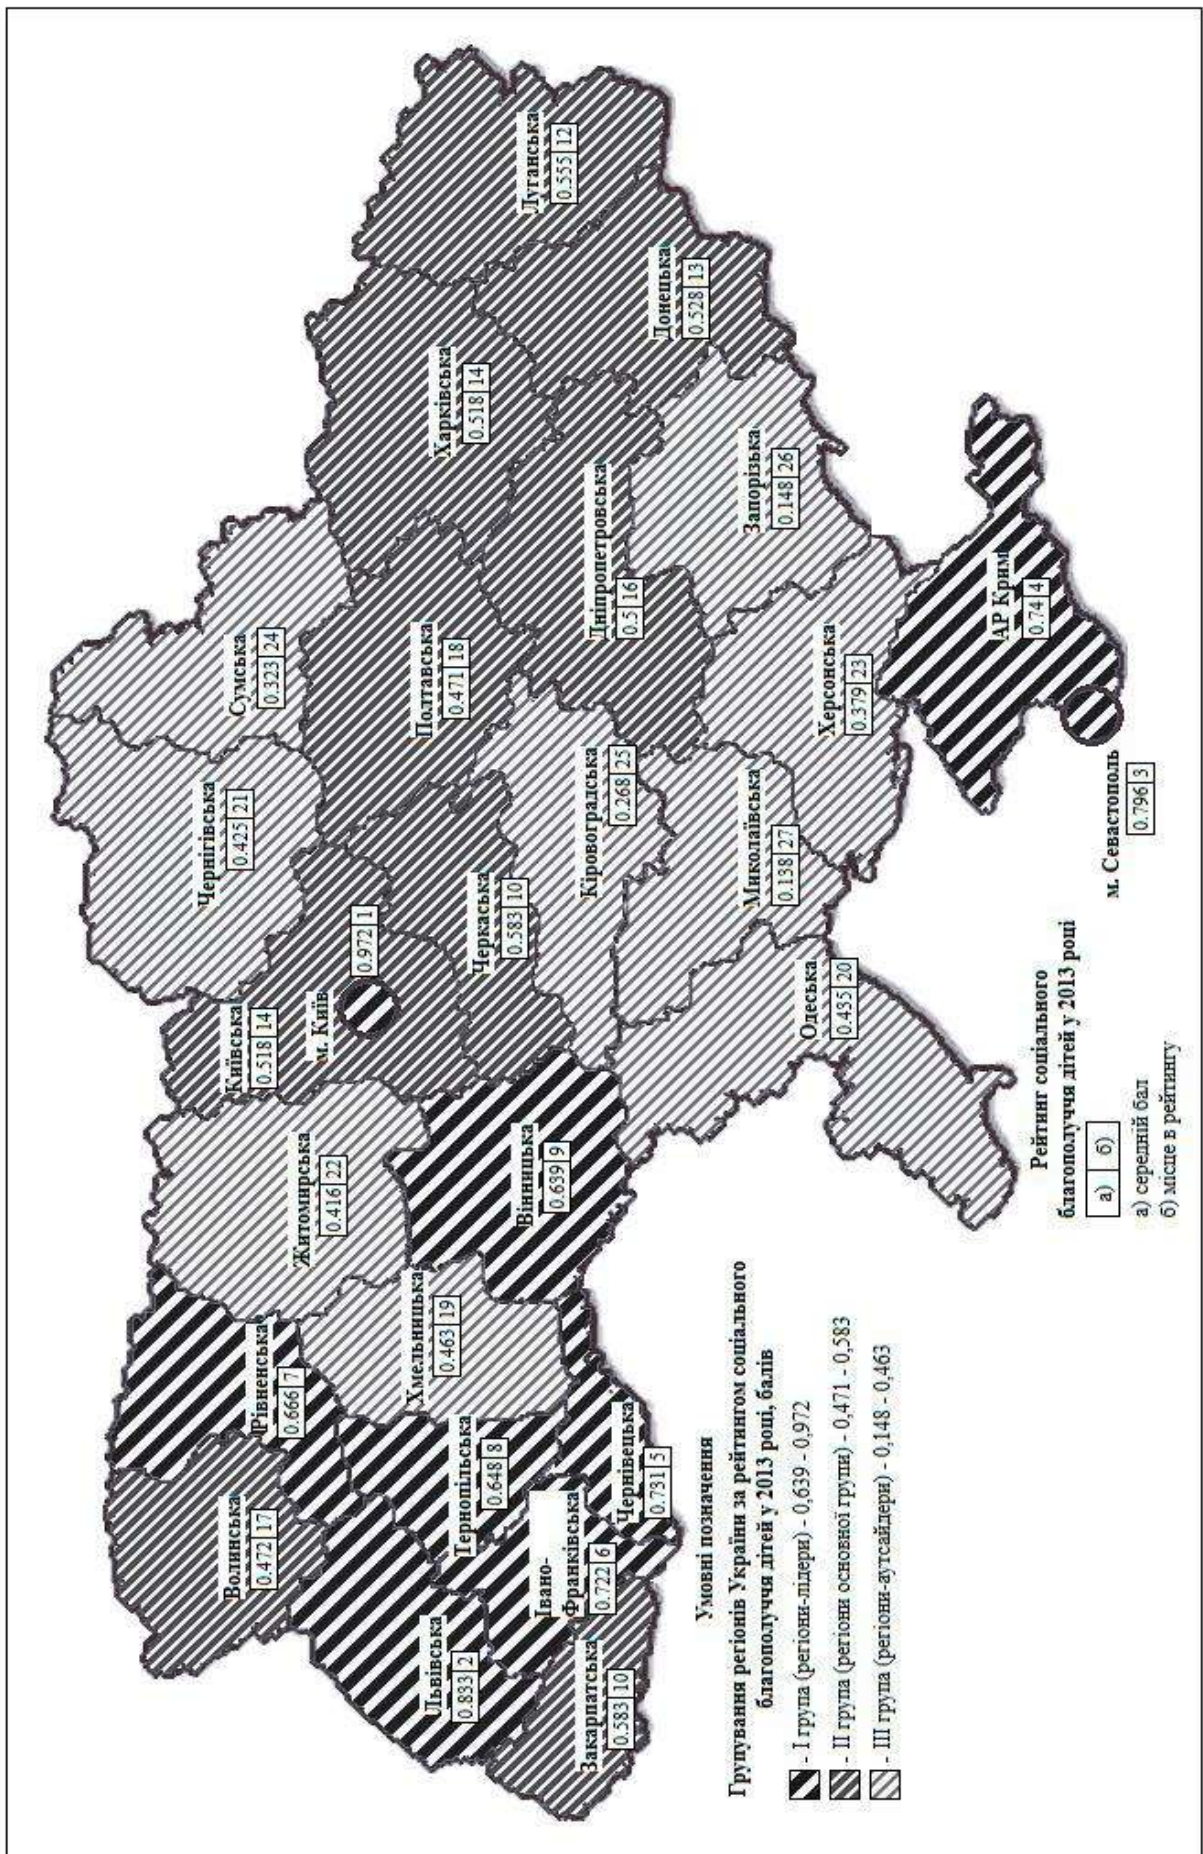 Волинська
0.472 17
Рівненська
0.666 7
Житомирська
0.416 22
Київська
0.518 14
м. Київ
0.972 1
Чернігівська
0.425 21
Сумська
0.323 24
Львівська
0.833 2
Тернопільська
0.648 8
Хмельницька
0.463 19
Вінницька
0.639 9
Черкаська
0.583 10
Полтавська
0.471 18
Харківська
0.518 14
Луганська
0.555 12
Закарпатська
0.583 10
Івано-
Франківська
0.722 6
Чернівецька
0.731 5
Кіровоградська
0.268 25
Дніпропетровська
0.5 16
Донецька
0.528 13
Запорізька
0.148 26
Миколаївська
0.138 27
Одеська
0.435 20
Херсонська
0.379 23
АР Крим
0.74 4
м. Севастополь
0.796 3
Умовні позначення
Групування регіонів України за рейтингом соціального
благополуччя дітей у 2013 році, балів
- І група (регіони-лідери) - 0,639 - 0,972
- ІІ група (регіони основної групи) - 0,471 - 0,583
- ІІІ група (регіони-аутсайдери) - 0,148 - 0,463
Рейтинг соціального
благополуччя дітей у 2013 році
а) б)
а) середній бал
б) місце в рейтингу